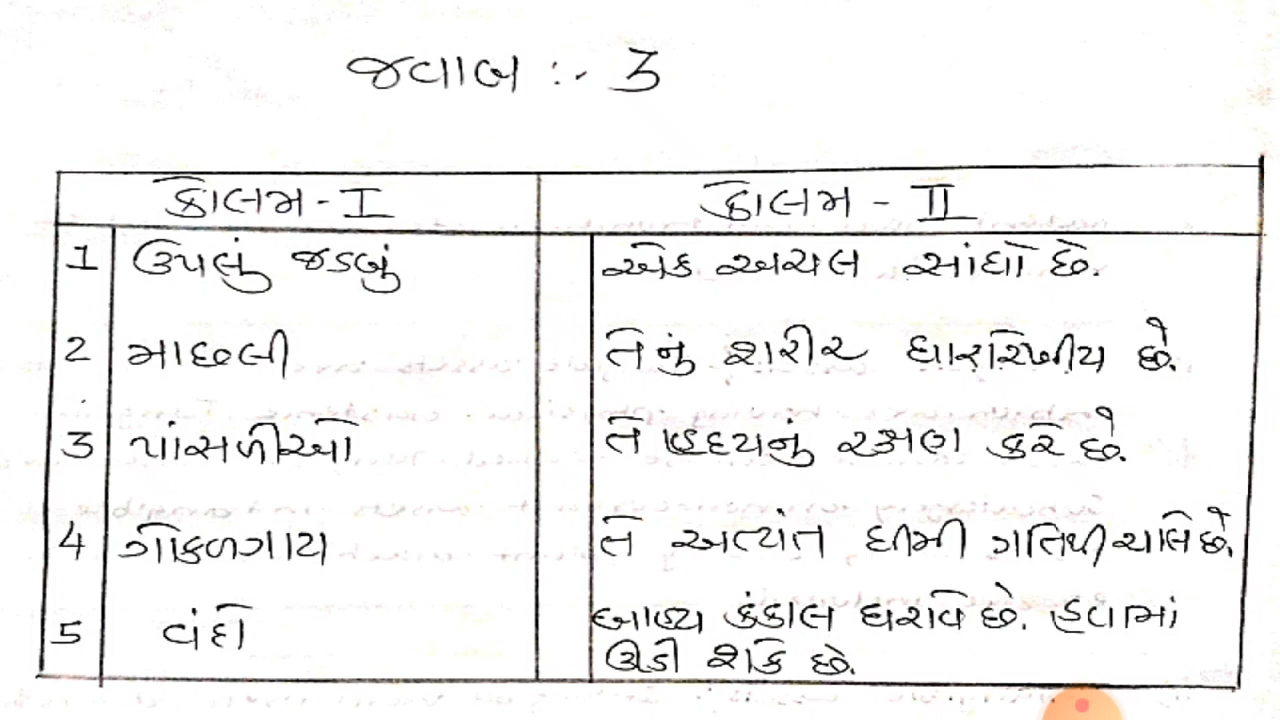 જવાબ :- 3
કોલમ - I કોલમ - II
1 ઉપલું જડબું એક અચલ સાંધો છે.
2 માછલી તેનું શરીર ધારારેખીય છે.
3 પાંસળીઓ તે હૃદયનું રક્ષણ કરે છે.
4 ગોકળગાય તે અત્યંત ધીમી ગતિથી ચાલે છે.
5 વંદો બાહ્ય કંકાલ ધરાવે છે. હવામાં
ઊડી શકે છે.